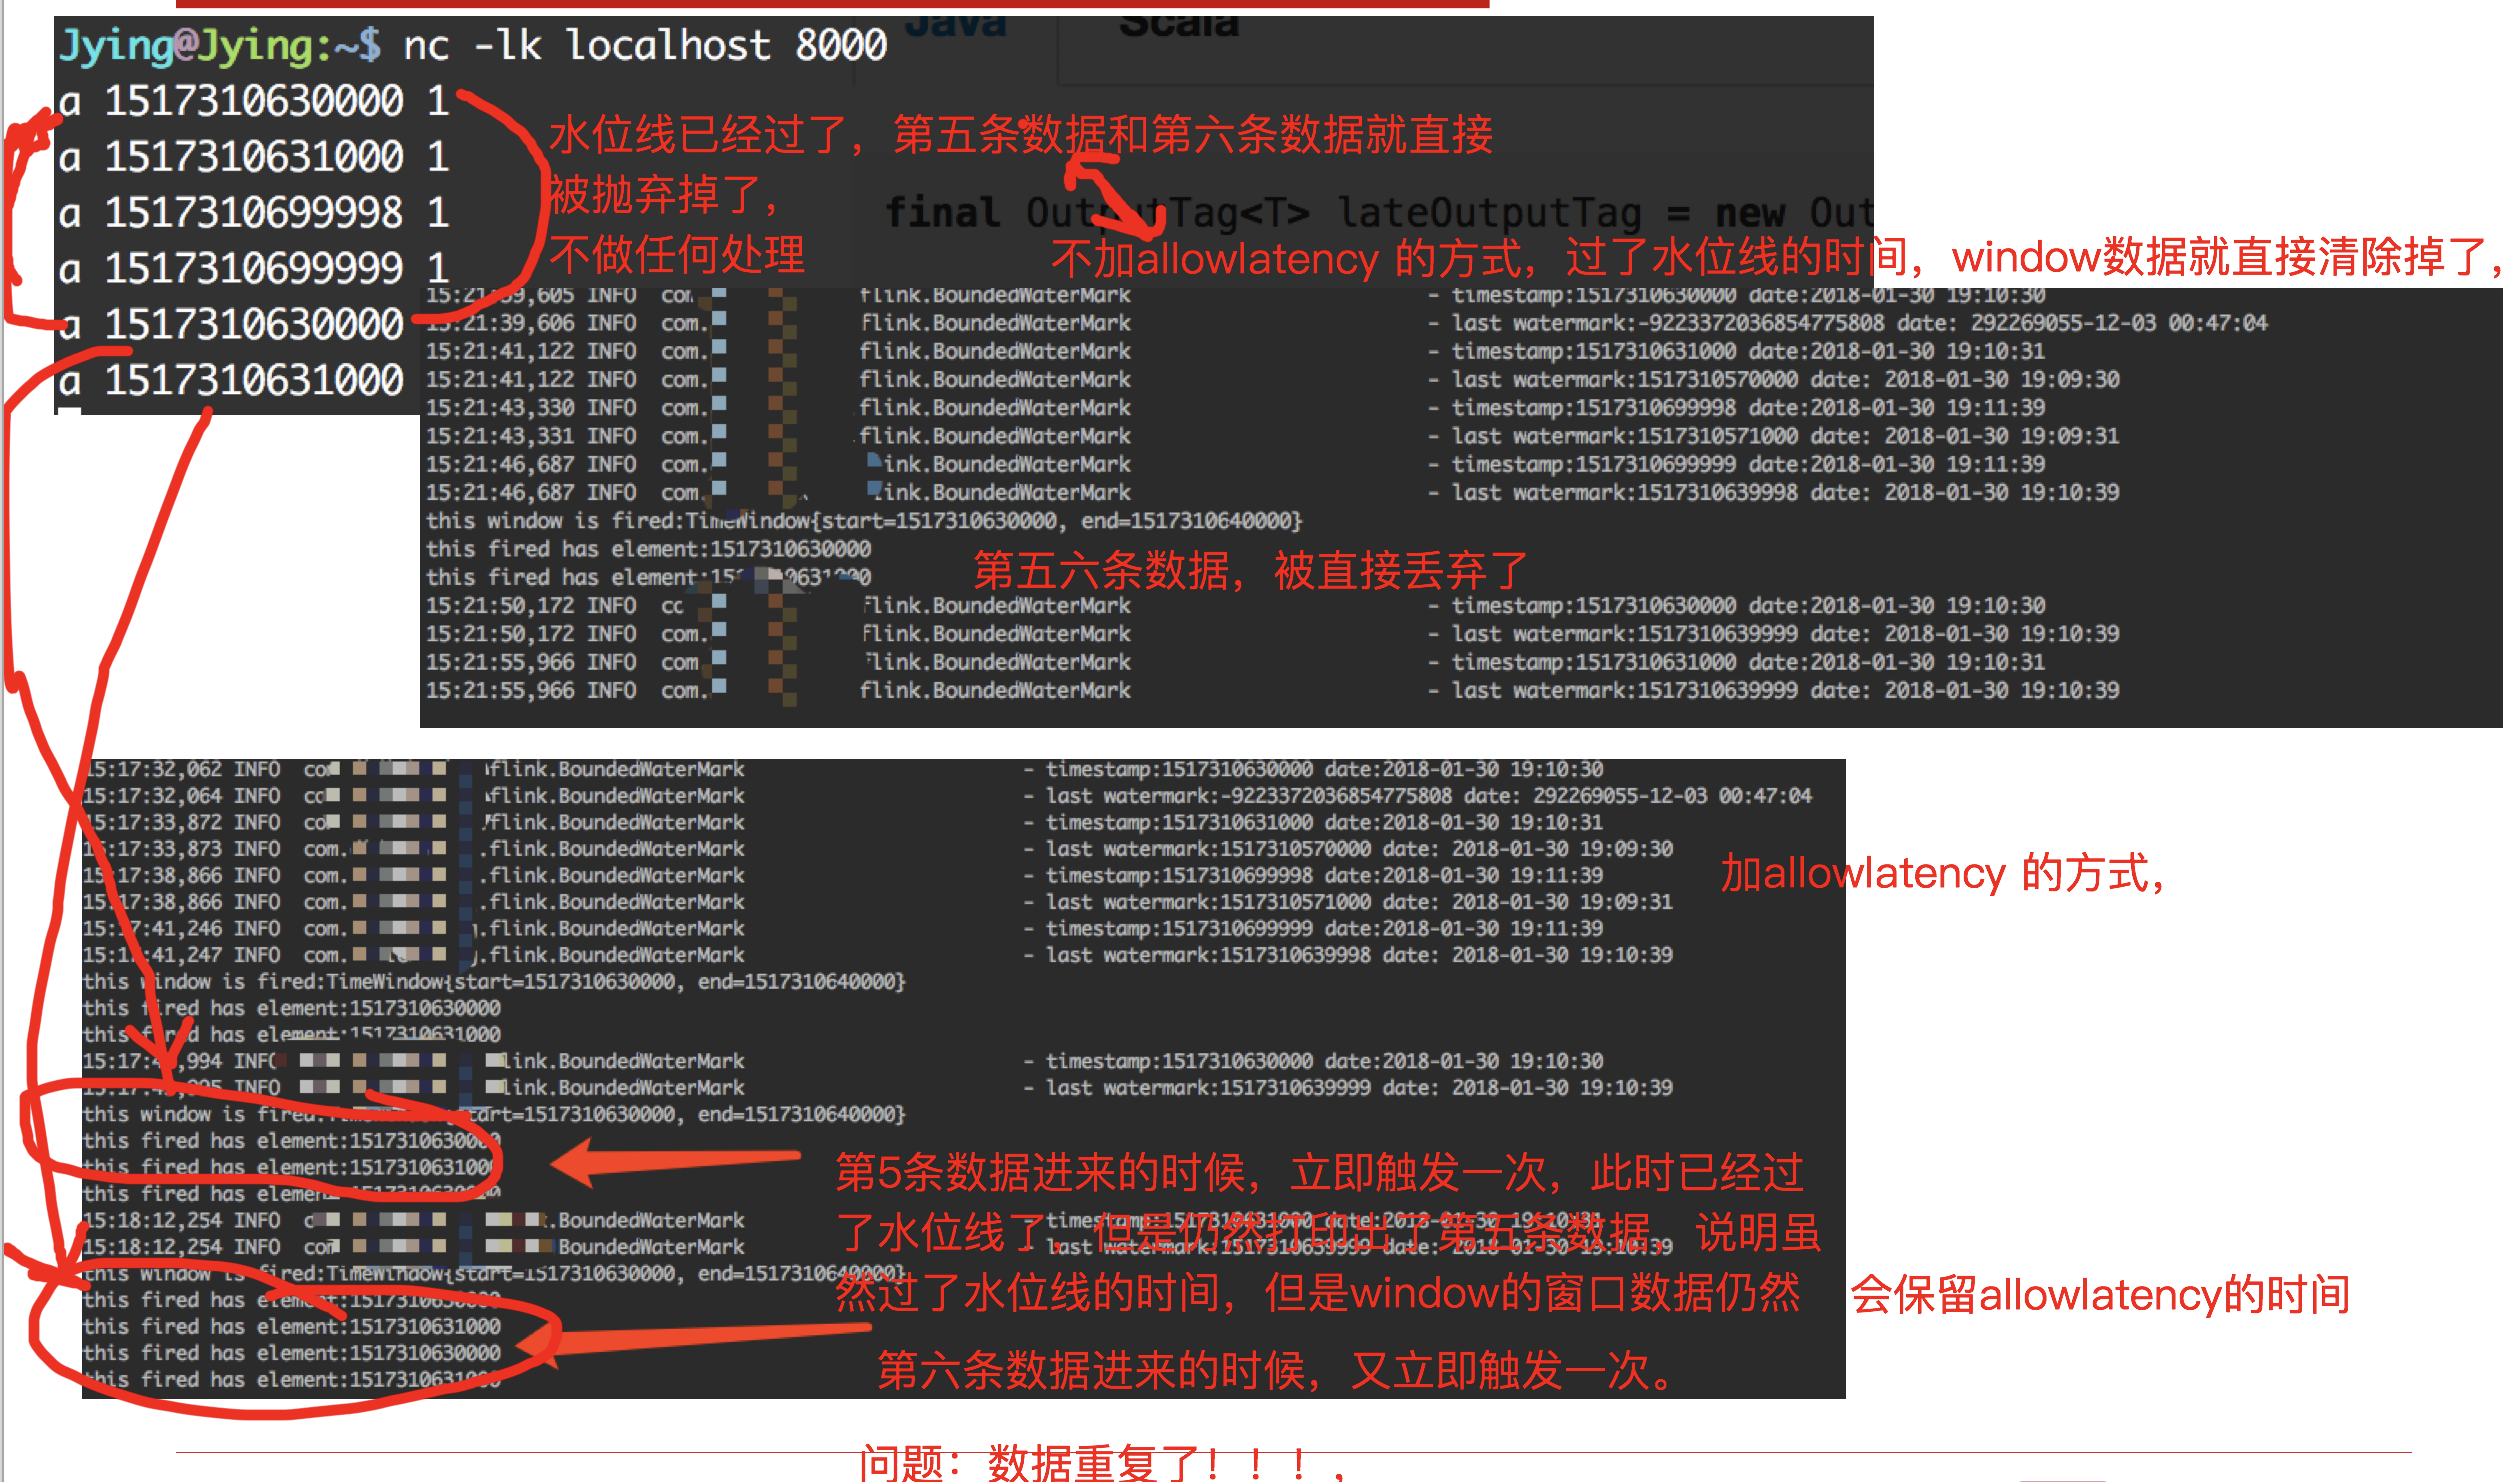 Java Scala
Jying@Jying:~$ nc -lk localhost 8000
a 1517310630000 1
a 1517310631000 1
a 1517310699998 1
a 1517310699999 1
a 1517310630000
a 1517310631000
水位线已经过了，第五条数据和第六条数据就直接
被抛弃掉了，
不做任何处理
final OutputTag<T> lateOutputTag = new Out
不加allowlatency 的方式，过了水位线的时间，window数据就直接清除掉了，
15:21:39,605 INFO com flink.BoundedWaterMark - timestamp:1517310630000 date:2018-01-30 19:10:30
15:21:39,606 INFO com. flink.BoundedWaterMark - last watermark:-9223372036854775808 date: 292269055-12-03 00:47:04
15:21:41,122 INFO com. flink.BoundedWaterMark - timestamp:1517310631000 date:2018-01-30 19:10:31
15:21:41,122 INFO com. flink.BoundedWaterMark - last watermark:1517310570000 date: 2018-01-30 19:09:30
15:21:43,330 INFO com. .flink.BoundedWaterMark - timestamp:1517310699998 date:2018-01-30 19:11:39
15:21:43,331 INFO com. .flink.BoundedWaterMark - last watermark:1517310571000 date: 2018-01-30 19:09:31
15:21:46,687 INFO com. ink.BoundedWaterMark - timestamp:1517310699999 date:2018-01-30 19:11:39
15:21:46,687 INFO com. ink.BoundedWaterMark - last watermark:1517310639998 date: 2018-01-30 19:10:39
this window is fired:TimeWindow{start=1517310630000, end=1517310640000}
this fired has element:1517310630000
this fired has element:1517310631000
第五六条数据，被直接丢弃了
15:21:50,172 INFO flink.BoundedWaterMark - timestamp:1517310630000 date:2018-01-30 19:10:30
15:21:50,172 INFO com. flink.BoundedWaterMark - last watermark:1517310639999 date: 2018-01-30 19:10:39
15:21:55,966 INFO com flink.BoundedWaterMark - timestamp:1517310631000 date:2018-01-30 19:10:31
15:21:55,966 INFO com. flink.BoundedWaterMark - last watermark:1517310639999 date: 2018-01-30 19:10:39
15:17:32,062 INFO flink.BoundedWaterMark - timestamp:1517310630000 date:2018-01-30 19:10:30
15:17:32,064 INFO flink.BoundedWaterMark - last watermark:-9223372036854775808 date: 292269055-12-03 00:47:04
15:17:33,872 INFO flink.BoundedWaterMark - timestamp:1517310631000 date:2018-01-30 19:10:31
15:17:33,873 INFO com. .flink.BoundedWaterMark - last watermark:1517310570000 date: 2018-01-30 19:09:30
加allowlatency 的方式，
15:17:38,866 INFO com. .flink.BoundedWaterMark - timestamp:1517310699998 date:2018-01-30 19:11:39
15:17:38,866 INFO com. .flink.BoundedWaterMark - last watermark:1517310571000 date: 2018-01-30 19:09:31
15:17:41,246 INFO com. .flink.BoundedWaterMark - timestamp:1517310699999 date:2018-01-30 19:11:39
15:17:41,247 INFO com. .flink.BoundedWaterMark - last watermark:1517310639998 date: 2018-01-30 19:10:39
this window is fired:TimeWindow{start=1517310630000, end=1517310640000}
this fired has element:1517310630000
this fired has element:1517310631000
INFO link.BoundedWaterMark - timestamp:1517310630000 date:2018-01-30 19:10:30
INFO link.BoundedWaterMark - last watermark:1517310639999 date: 2018-01-30 19:10:39
this window is fired:TimeWindow{start=1517310630000, end=1517310640000}
this fired has element:1517310630000
this fired has element:1517310631000
this fired has element:1517310630000
第5条数据进来的时候，立即触发一次，此时已经过
了水位线了，但是仍然打印出了第五条数据，说明虽
然过了水位线的时间，但是window的窗口数据仍然 会保留allowlatency的时间
15:18:12,254 INFO .BoundedWaterMark - timestamp:1517310631000 date:2018-01-30 19:10:31
15:18:12,254 INFO BoundedWaterMark - last watermark:1517310639999 date: 2018-01-30 19:10:39
this window is fired:TimeWindow{start=1517310630000, end=1517310640000}
this fired has element:1517310630000
this fired has element:1517310631000
this fired has element:1517310630000
this fired has element:1517310631000
第六条数据进来的时候，又立即触发一次。
问题：数据重复了！！！，